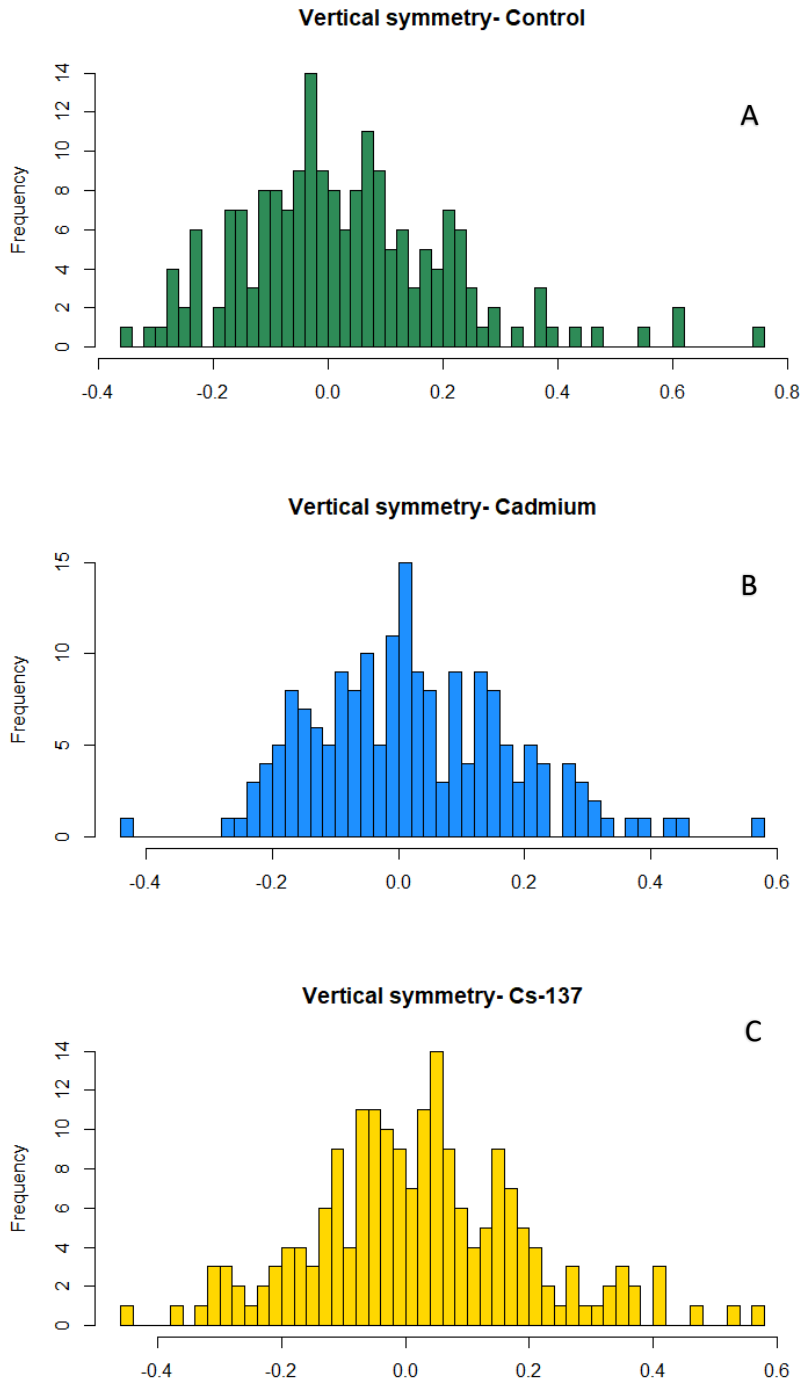 Vertical symmetry- Control
A
Frequency
14
12
10
8
6
4
2
0
-0.4 -0.2 0.0 0.2 0.4 0.6 0.8
Vertical symmetry- Cadmium
B
Frequency
15
10
5
0
-0.4 -0.2 0.0 0.2 0.4 0.6
Vertical symmetry- Cs-137
C
Frequency
14
12
10
8
6
4
2
0
-0.4 -0.2 0.0 0.2 0.4 0.6